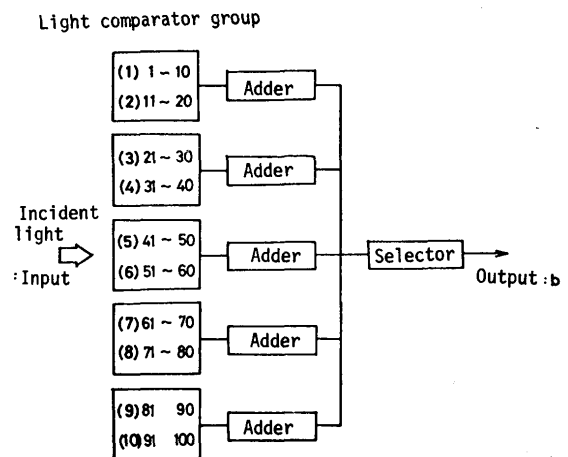 Light comparator group
(1) 1 ~ 10
(2) 11 ~ 20
Adder
(3) 21 ~ 30
(4) 31 ~ 40
Adder
Incident
light
:Input
(5) 41 ~ 50
(6) 51 ~ 60
Adder
Selector
Output:b
(7) 61 ~ 70
(8) 71 ~ 80
Adder
(9) 81 90
(10) 91 100
Adder